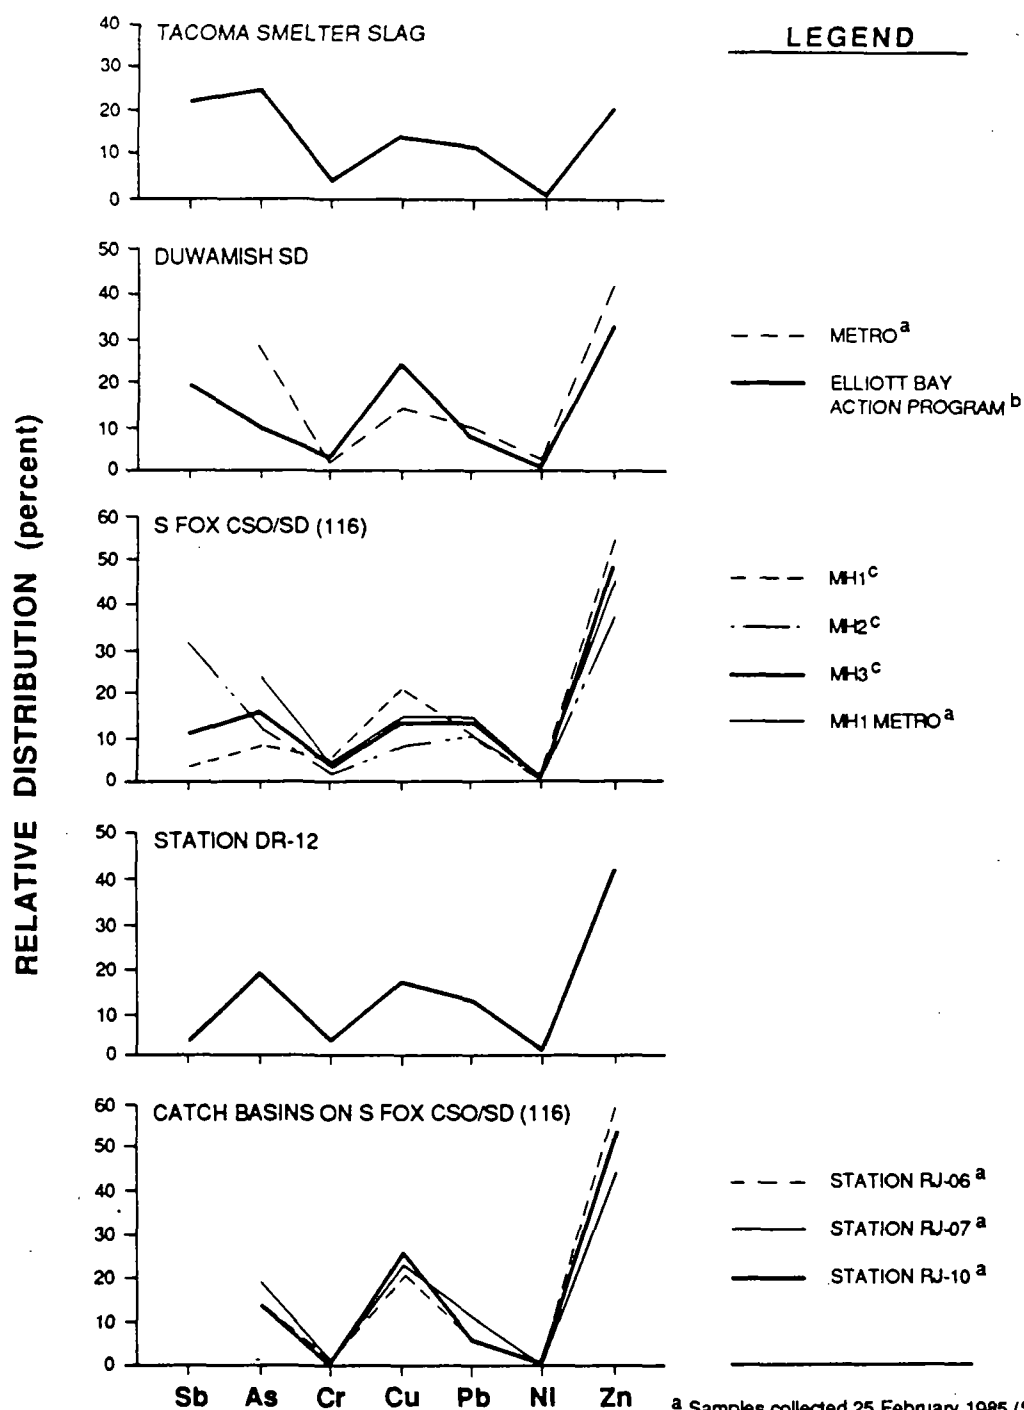 RELATIVE DISTRIBUTION (percent)
TACOMA SMELTER SLAG
40
30
20
10
0
LEGEND
DUWAMISH SD
50
40
30
20
10
0
METRO a
ELLIOTT BAY
ACTION PROGRAM b
S FOX CSO/SD (116)
60
50
40
30
20
10
0
MH1 c
MH2 c
MH3 c
MH1 METRO a
STATION DR-12
50
40
30
20
10
0
CATCH BASINS ON S FOX CSO/SD (116)
60
50
40
30
20
10
0
STATION RJ-06 a
STATION RJ-07 a
STATION RJ-10 a
Sb As Cr Cu Pb Ni Zn
a Samples collected 25 February 1985